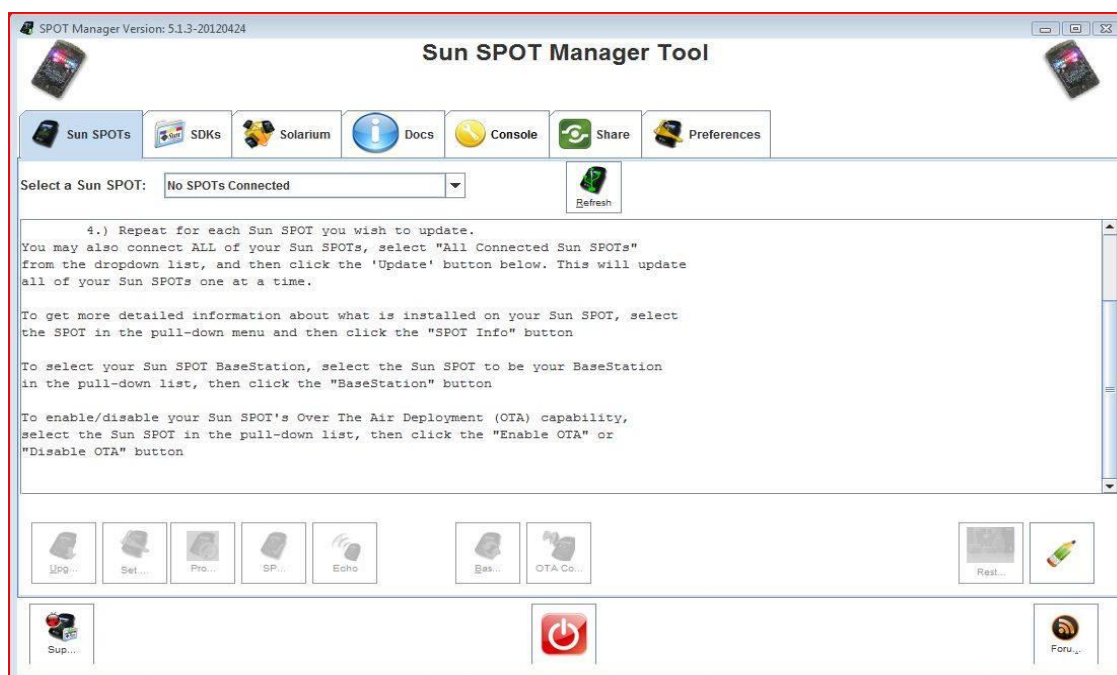 SPOT Manager Version: 5.1.3-20120424
Sun SPOT Manager Tool
Sun SPOTs
SDKs
Solarium
Docs
Console
Share
Preferences
Select a Sun SPOT:
No SPOTs Connected
Refresh
4.) Repeat for each Sun SPOT you wish to update.
You may also connect ALL of your Sun SPOTs, select "All Connected Sun SPOTs"
from the dropdown list, and then click the 'Update' button below. This will update
all of your Sun SPOTs one at a time.
To get more detailed information about what is installed on your Sun SPOT, select
the SPOT in the pull-down menu and then click the "SPOT Info" button
To select your Sun SPOT BaseStation, select the Sun SPOT to be your BaseStation
in the pull-down list, then click the "BaseStation" button
To enable/disable your Sun SPOT's Over The Air Deployment (OTA) capability,
select the Sun SPOT in the pull-down list, then click the "Enable OTA" or
"Disable OTA" button
Upg...
Set ...
Pro...
SP...
Echo
Bas...
OTA Co...
Rest...
Sup...
Foru...